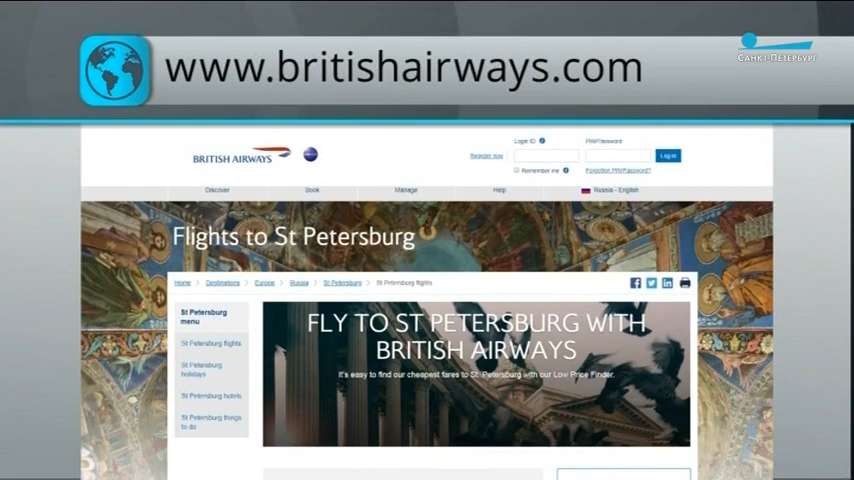 www.britishairways.com
САНКТ-ПЕТЕРБУРГ
BRITISH AIRWAYS
Login ID
PIN/Password
Register now
Log in
Remember me
Forgotten PIN/Password?
Discover
Book
Manage
Help
Russia - English
Flights to St Petersburg
Home > Destinations > Europe > Russia > St Petersburg > St Petersburg flights
St Petersburg
menu
St Petersburg flights
St Petersburg
holidays
St Petersburg hotels
St Petersburg things
to do
FLY TO ST PETERSBURG WITH
BRITISH AIRWAYS
It's easy to find our cheapest fares to St. Petersburg with our Low Price Finder.